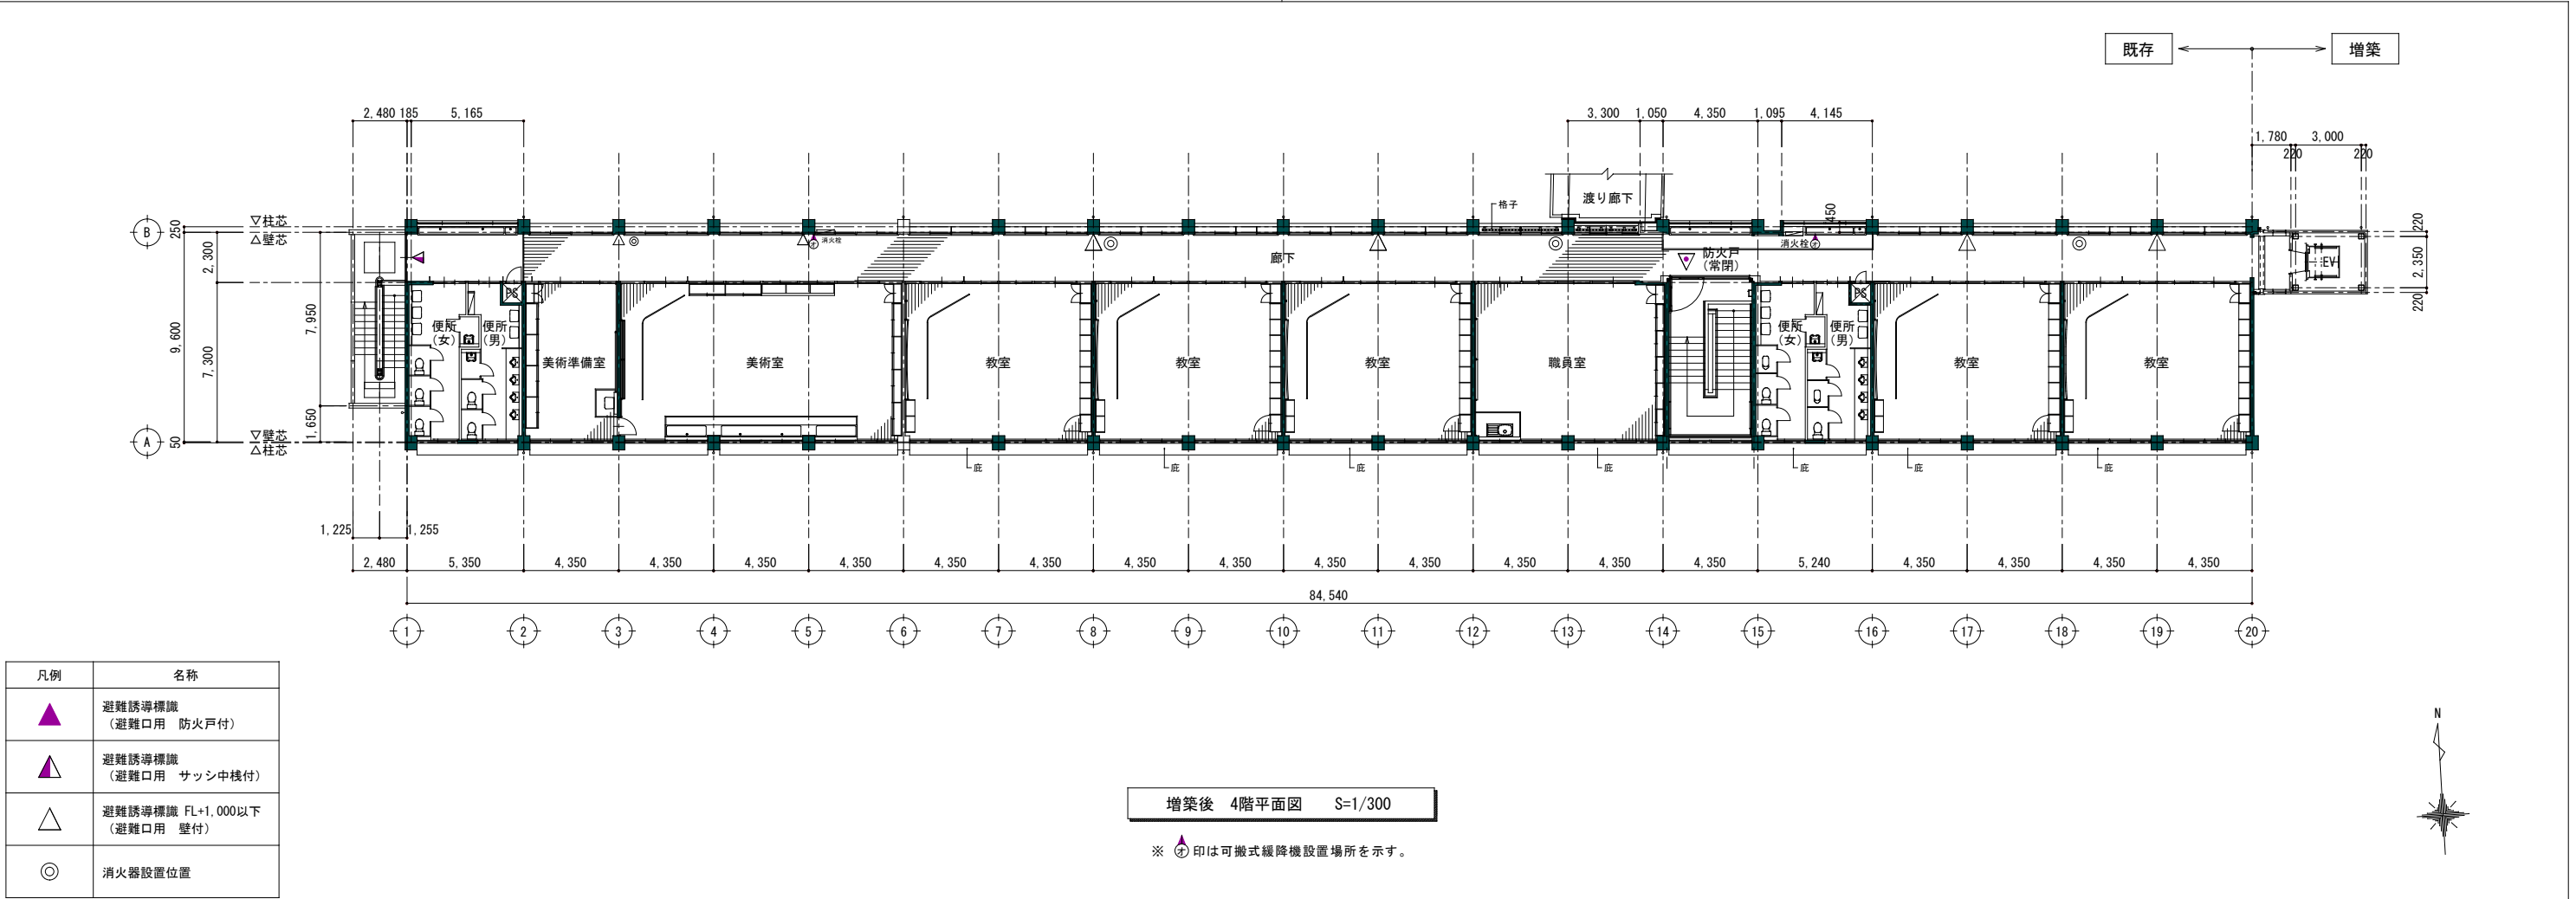 既存
増築
2,480
185
5,165
3,300
1,050
4,350
1,095
4,145
1,780
3,000
220
220
渡り廊下
格子
450
B
250
▽柱芯
△壁芯
消火栓
廊下
防火戸
(常閉)
消火栓
EV
220
2,350
220
2,300
7,950
9,600
7,300
1,650
50
PS
便所
(女)
便所
(男)
美術準備室
美術室
教室
教室
教室
職員室
便所
(女)
便所
(男)
PS
教室
教室
A
▽壁芯
△柱芯
庇
庇
庇
庇
庇
庇
庇
1,225
1,255
2,480
5,350
4,350
4,350
4,350
4,350
4,350
4,350
4,350
4,350
4,350
4,350
4,350
4,350
4,350
5,240
4,350
4,350
4,350
4,350
84,540
1
2
3
4
5
6
7
8
9
10
11
12
13
14
15
16
17
18
19
20
凡例
名称
避難誘導標識
(避難口用 防火戸付)
避難誘導標識
(避難口用 サッシ中桟付)
避難誘導標識 FL+1,000以下
(避難口用 壁付)
消火器設置位置
増築後 4階平面図 S=1/300
※ オ 印は可搬式緩降機設置場所を示す。
N